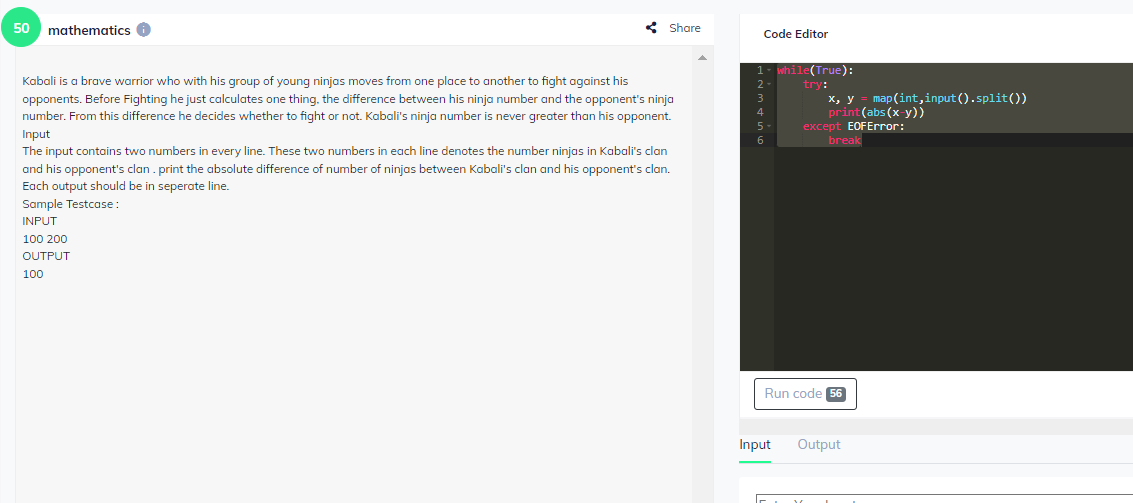 50 mathematics i Share
Kabali is a brave warrior who with his group of young ninjas moves from one place to another to fight against his
opponents. Before Fighting he just calculates one thing, the difference between his ninja number and the opponent's ninja
number. From this difference he decides whether to fight or not. Kabali's ninja number is never greater than his opponent.
Input
The input contains two numbers in every line. These two numbers in each line denotes the number ninjas in Kabali's clan
and his opponent's clan . print the absolute difference of number of ninjas between Kabali's clan and his opponent's clan.
Each output should be in seperate line.
Sample Testcase :
INPUT
100 200
OUTPUT
100
Code Editor
1 while(True):
2 try:
3 x, y = map(int,input().split())
4 print(abs(x-y))
5 except EOFError:
6 break
Run code 56
Input Output